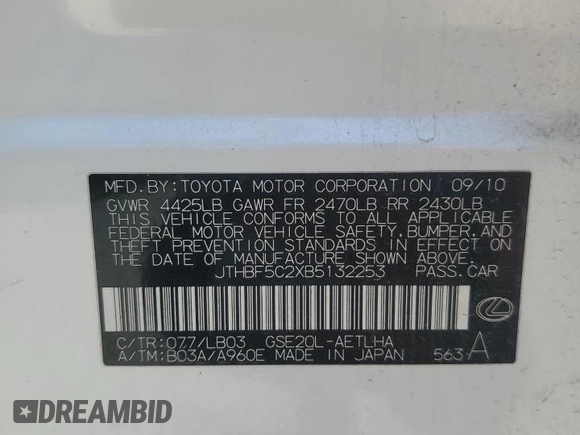 MFD. BY: TOYOTA MOTOR CORPORATION 09/10
GVWR 4425LB GAWR FR 2470LB RR 2430LB
THIS VEHICLE CONFORMS TO ALL APPLICABLE
FEDERAL MOTOR VEHICLE SAFETY, BUMPER, AND
THEFT PREVENTION STANDARDS IN EFFECT ON
THE DATE OF MANUFACTURE SHOWN ABOVE.
JTHBF5C2XB5132253 PASS. CAR
C/TR: 077/LB03 GSE20L-AETLHA
A/TM: B03A/A960E MADE IN JAPAN 563 A
DREAMBID